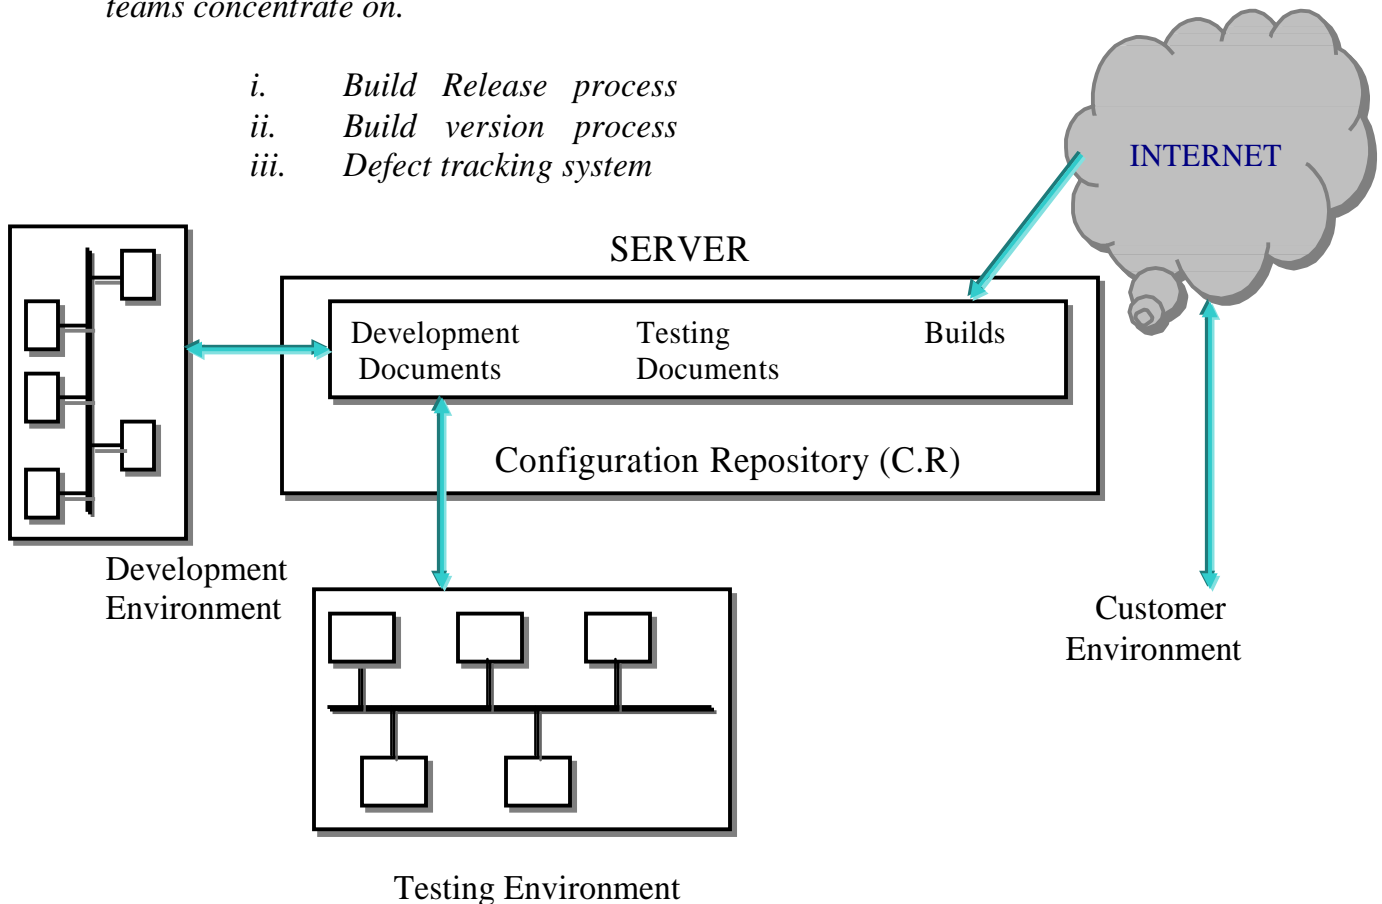 teams concentrate on.
i. Build Release process
ii. Build version process
iii. Defect tracking system
INTERNET
SERVER
Development Documents
Testing Documents
Builds
Configuration Repository (C.R)
Development
Environment
Customer
Environment
Testing Environment